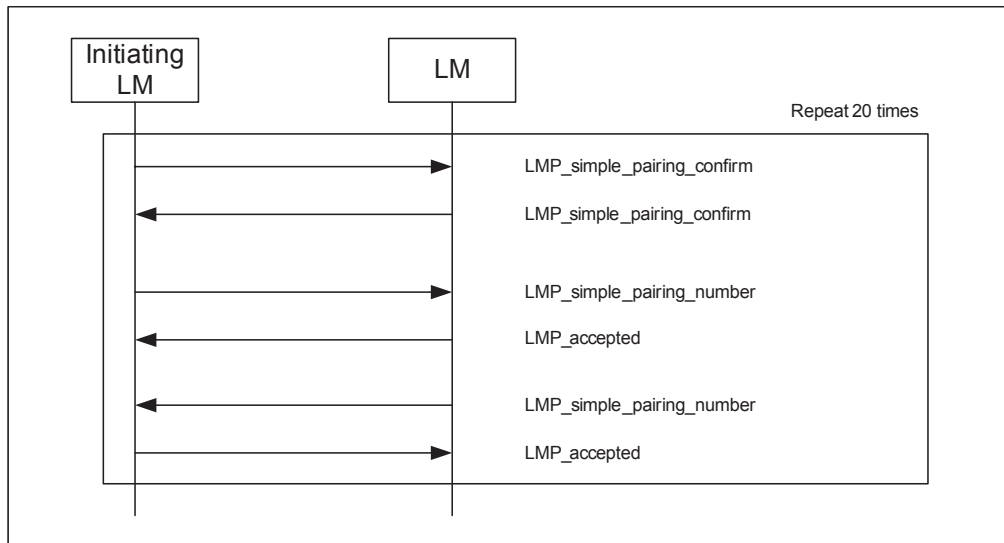 Initiating
LM
LM
Repeat 20 times
LMP_simple_pairing_confirm
LMP_simple_pairing_confirm
LMP_simple_pairing_number
LMP_accepted
LMP_simple_pairing_number
LMP_accepted